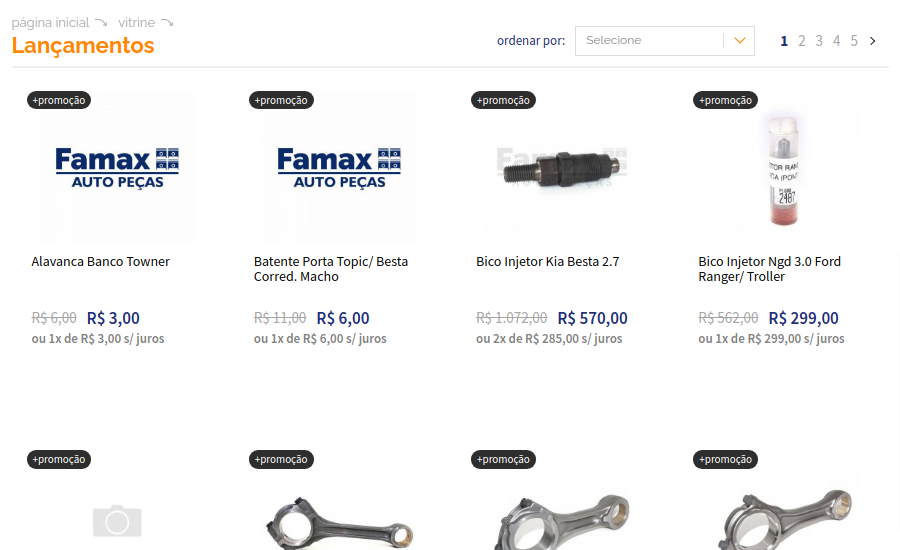 página inicial vitrine
Lançamentos
ordenar por: Selecione 1 2 3 4 5
+promoção +promoção +promoção +promoção
Famax
AUTO PEÇAS
Famax
AUTO PEÇAS
Famax
2487
Alavanca Banco Towner
Batente Porta Topic/ Besta
Corred. Macho
Bico Injetor Kia Besta 2.7
Bico Injetor Ngd 3.0 Ford
Ranger/ Troller
R$ 6,00 R$ 3,00
ou 1x de R$ 3,00 s/ juros
R$ 11,00 R$ 6,00
ou 1x de R$ 6,00 s/ juros
R$ 1.072,00 R$ 570,00
ou 2x de R$ 285,00 s/ juros
R$ 562,00 R$ 299,00
ou 1x de R$ 299,00 s/ juros
+promoção +promoção +promoção +promoção